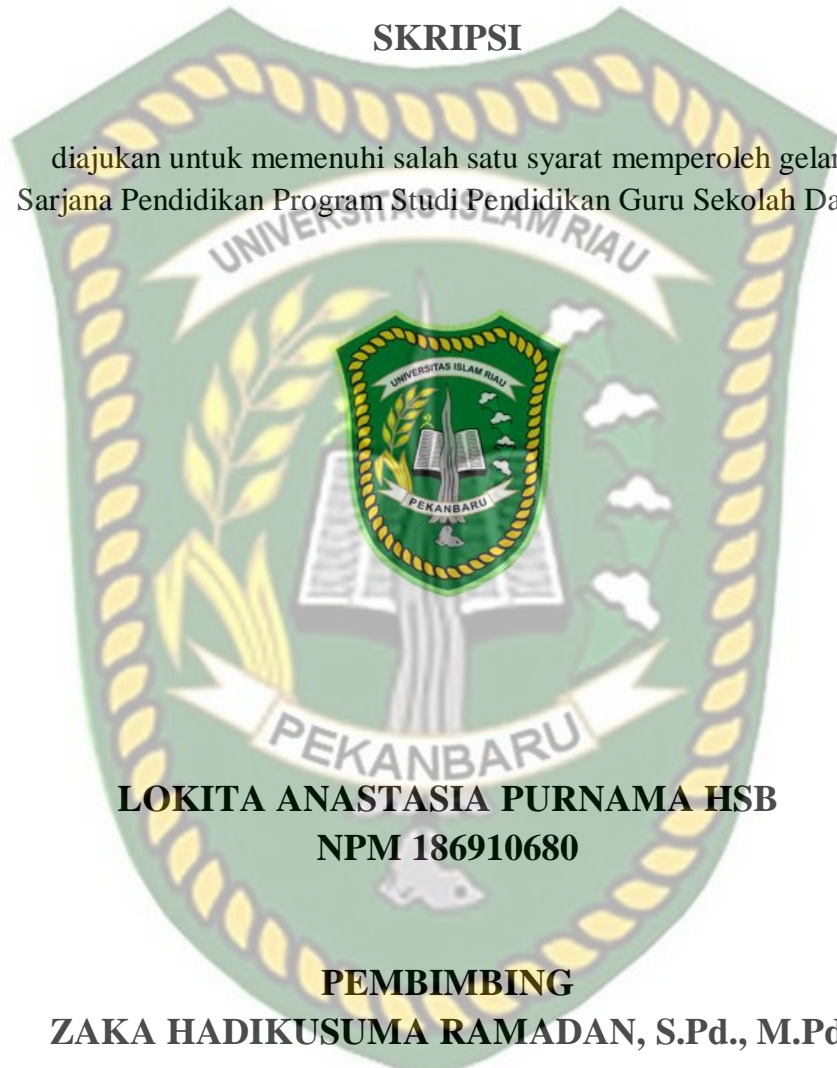 SKRIPSI
diajukan untuk memenuhi salah satu syarat memperoleh gelar
Sarjana Pendidikan Program Studi Pendidikan Guru Sekolah Da
UNIVERSITAS ISLAM RIAU
UNIVERSITAS ISLAM RIAU
PEKANBARU
PEKANBARU
LOKITA ANASTASIA PURNAMA HSB
NPM 186910680
PEMBIMBING
ZAKA HADIKUSUMA RAMADAN, S.Pd., M.Pd